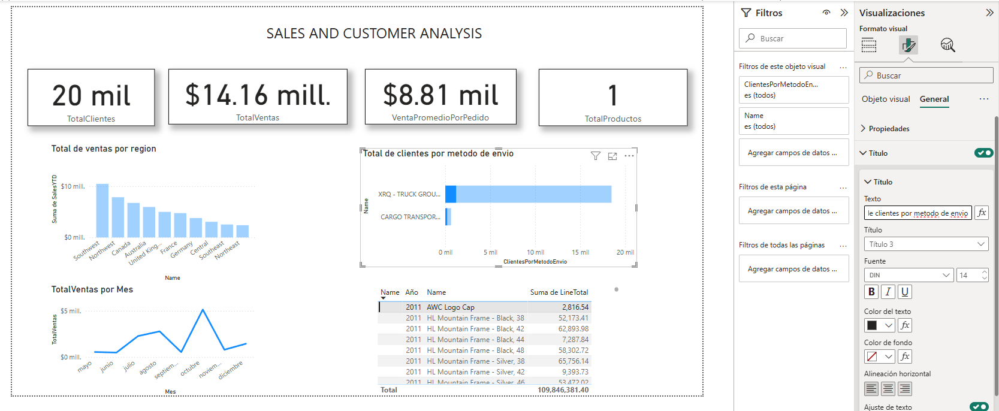 SALES AND CUSTOMER ANALYSIS
20 mil
TotalClientes
$14.16 mill.
TotalVentas
$8.81 mil
VentaPromedioPorPedido
1
TotalProductos
Total de ventas por region
Suma de SalesYTD
$10 mill.
$0 mill.
Southwest
Northwest
Canada
Australia
United King...
France
Germany
Central
Southeast
Northeast
Name
Total de clientes por metodo de envio
Name
XRQ - TRUCK GROU...
CARGO TRANSPOR...
0 mil
5 mil
10 mil
15 mil
20 mil
ClientesPorMetodoEnvio
TotalVentas por Mes
TotalVentas
$5 mill.
$0 mill.
mayo
junio
julio
agosto
septiem...
octubre
noviem...
diciembre
Mes
Name Año Name Suma de LineTotal
2011 AWC Logo Cap 2,816.54
2011 HL Mountain Frame - Black, 38 52,173.41
2011 HL Mountain Frame - Black, 42 62,893.98
2011 HL Mountain Frame - Black, 44 7,287.84
2011 HL Mountain Frame - Black, 48 58,302.72
2011 HL Mountain Frame - Silver, 38 65,756.14
2011 HL Mountain Frame - Silver, 42 9,393.73
2011 HL Mountain Frame - Silver, 46 53,472.02
Total 109,846,381.40
Filtros
Buscar
Filtros de este objeto visual ...
ClientesPorMetodoEn...
es (todos)
Name
es (todos)
Agregar campos de datos ...
Filtros de esta página ...
Agregar campos de datos ...
Filtros de todas las páginas ...
Agregar campos de datos ...
Visualizaciones
Formato visual
Buscar
Objeto visual General ...
Propiedades
Título
Título
Texto
le clientes por metodo de envio
fx
Título
Título 3
Fuente
DIN 14
B I U
Color del texto
fx
Color de fondo
fx
Alineación horizontal
Ajuste de texto